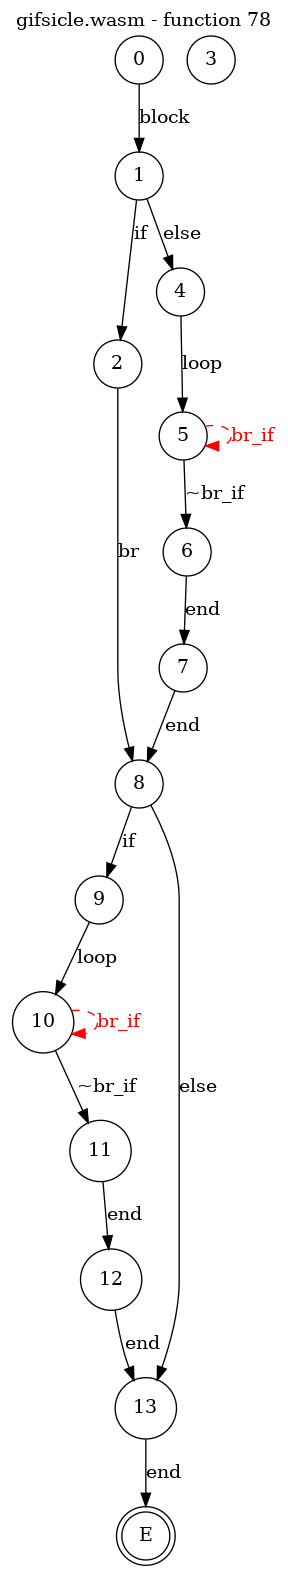 gifsicle.wasm - function 78
0
3
block
1
if
else
4
2
loop
5
br_if
~br_if
br
6
end
7
end
8
if
9
loop
10
br_if
~br_if
else
11
end
12
end
13
end
E